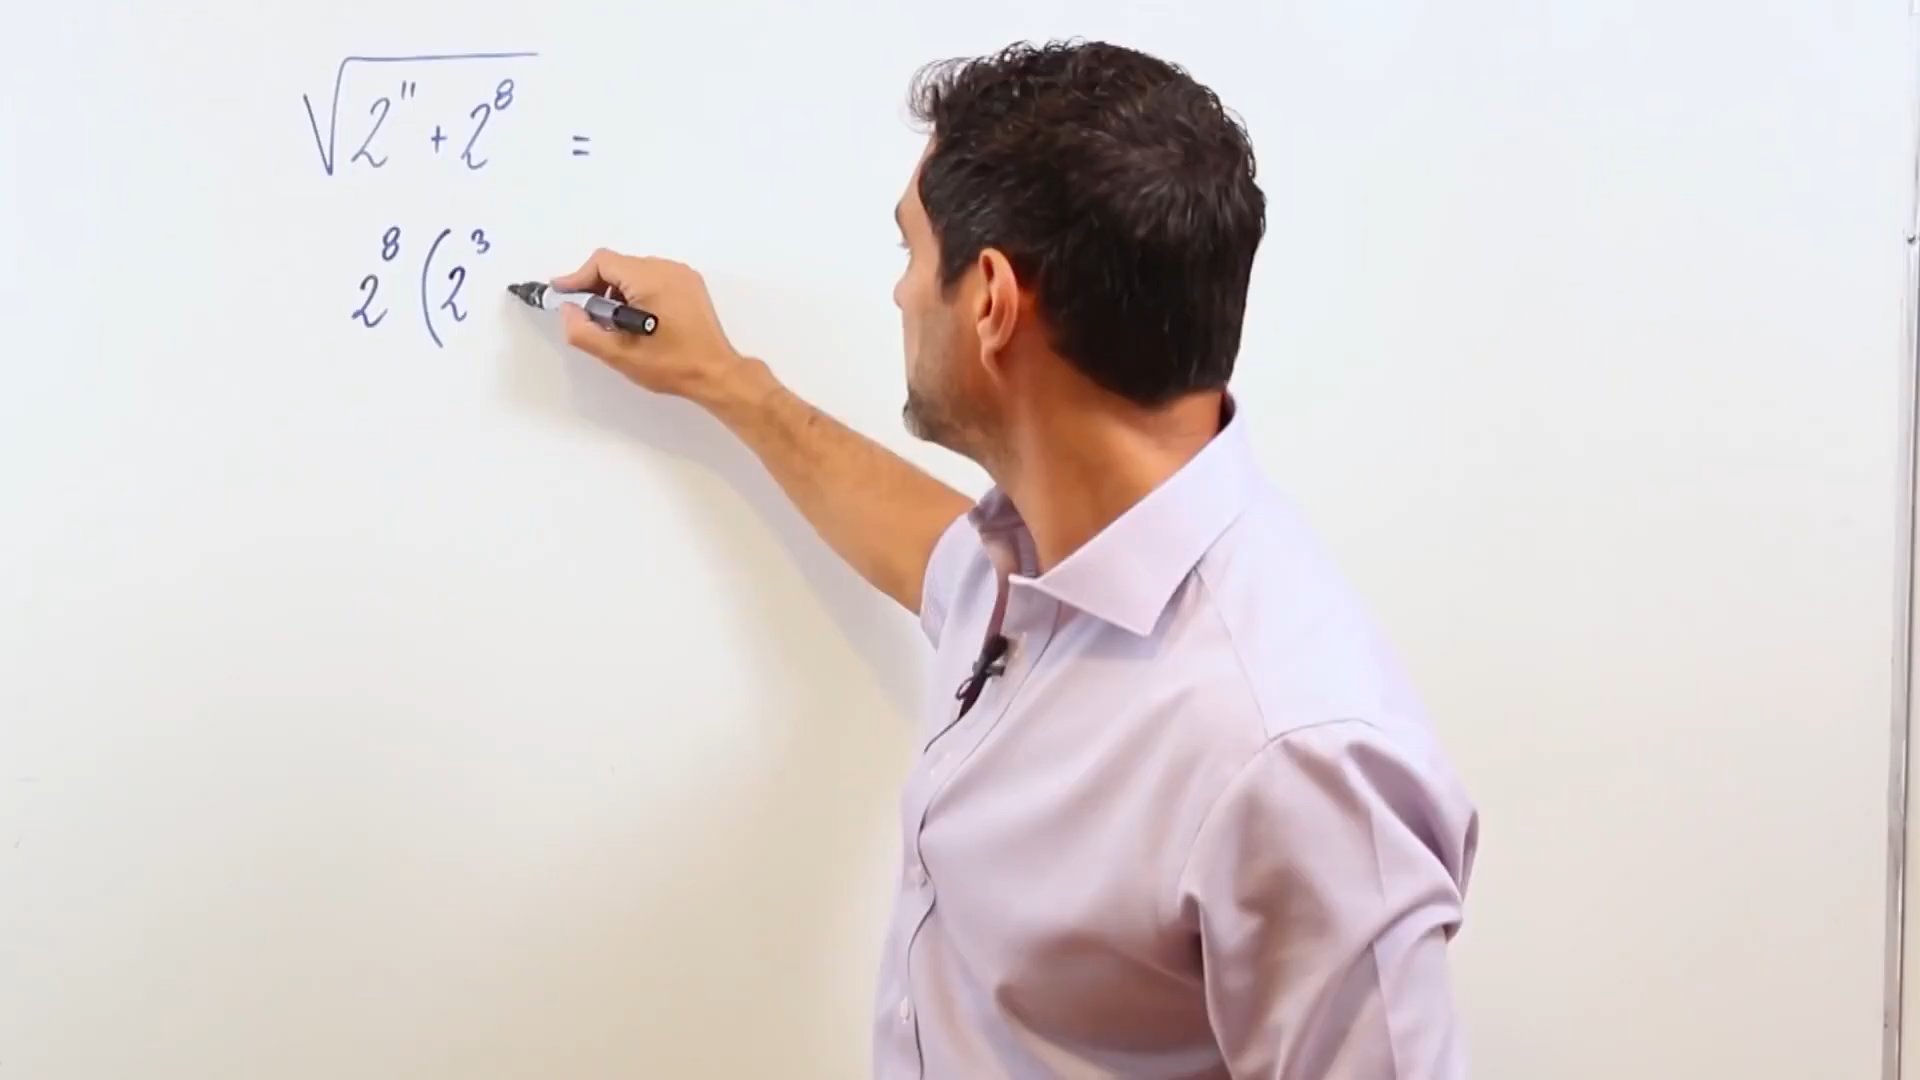 √2¹¹ + 2⁸ =
2⁸ (2³